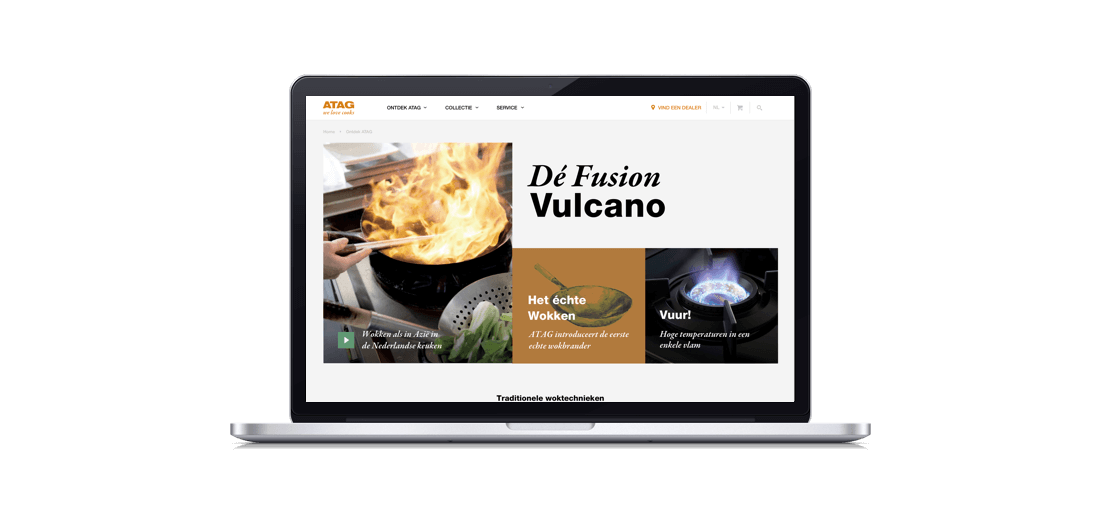 ATAG
we love cooks
ONTDEK ATAG
COLLECTIE
SERVICE
VIND EEN DEALER
NL
Home > Ontdek ATAG
Dé Fusion
Vulcano
Wokken als in Azië in
de Nederlandse keuken
Het échte
Wokken
ATAG introduceert de eerste
echte wokbrander
Vuur!
Hoge temperaturen in een
enkele vlam
Traditionele woktechnieken